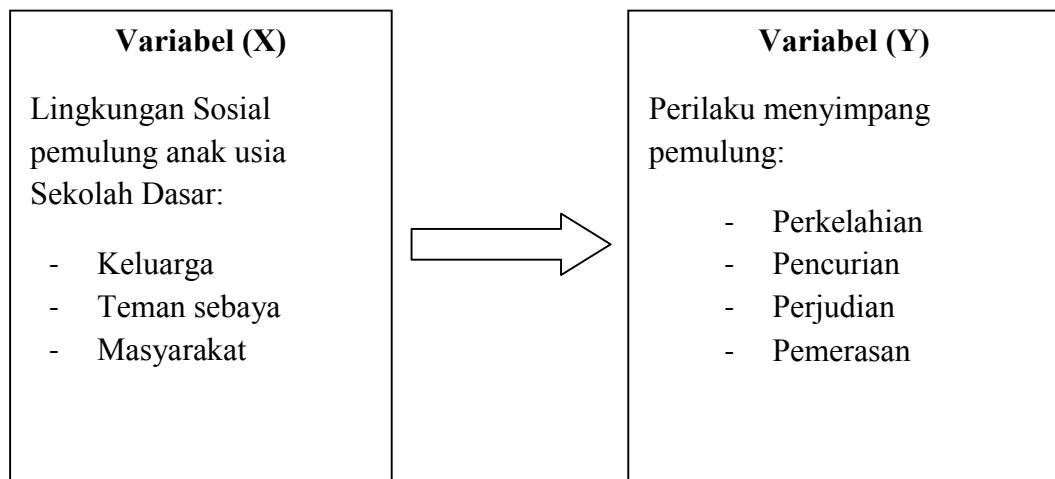 Variabel (X)
Lingkungan Sosial
pemulung anak usia
Sekolah Dasar:
- Keluarga
- Teman sebaya
- Masyarakat
Variabel (Y)
Perilaku menyimpang
pemulung:
- Perkelahian
- Pencurian
- Perjudian
- Pemerasan